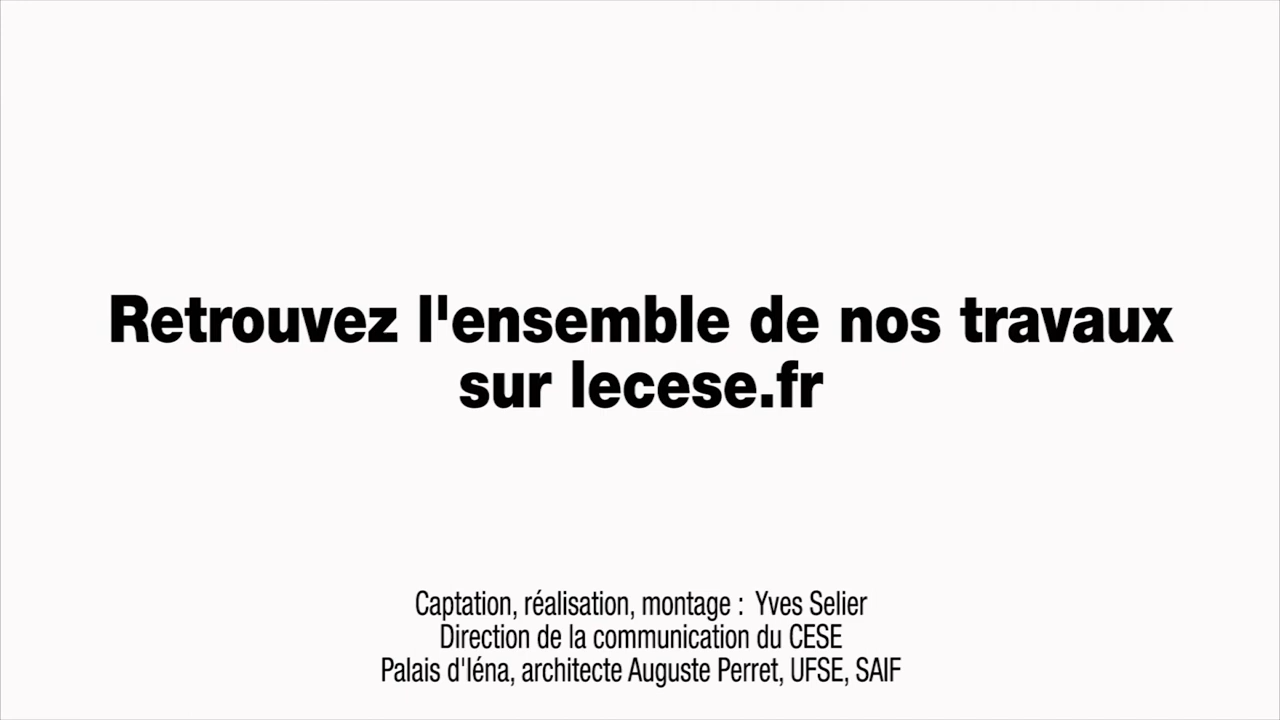 Retrouvez l'ensemble de nos travaux
sur lecese.fr
Captation, réalisation, montage : Yves Selier
Direction de la communication du CESE
Palais d'Iéna, architecte Auguste Perret, UFSE, SAIF